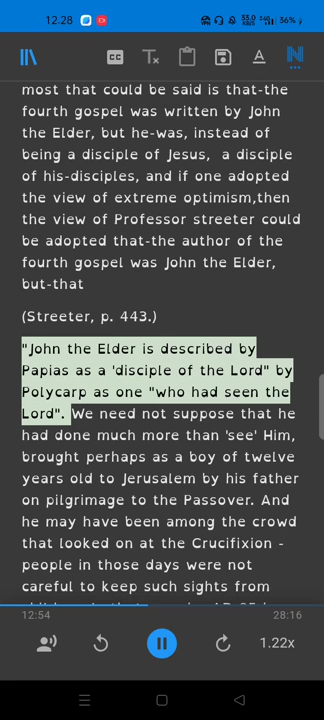 12.28
53.0 KB/S
36%
CC
most that could be said is that-the
fourth gospel was written by John
the Elder, but he-was, instead of
being a disciple of Jesus,  a disciple
of his-disciples, and if one adopted
the view of extreme optimism,then
the view of Professor streeter could
be adopted that-the author of the
fourth gospel was John the Elder,
but-that
(Streeter, p. 443.)
"John the Elder is described by
Papias as a 'disciple of the Lord" by
Polycarp as one "who had seen the
Lord". We need not suppose that he
had done much more than 'see' Him,
brought perhaps as a boy of twelve
years old to Jerusalem by his father
on pilgrimage to the Passover. And
he may have been among the crowd
that looked on at the Crucifixion -
people in those days were not
careful to keep such sights from
12:54
28:16
1.22x